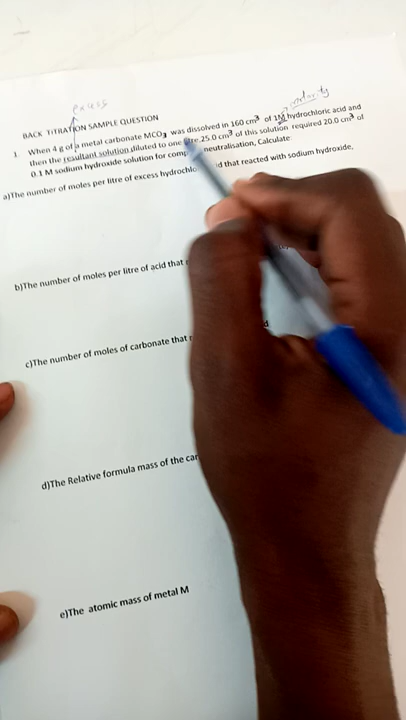 excess
molarity
BACK TITRATION SAMPLE QUESTION
1. When 4 g of a metal carbonate MCO3 was dissolved in 160 cm3 of 1M hydrochloric acid and
then the resultant solution diluted to one litre.25.0 cm3 of this solution required 20.0 cm3 of
0.1 M sodium hydroxide solution for neutralisation, Calculate
a)The number of moles per litre of excess that reacted with sodium hydroxide,
b)The number of moles per litre of acid that
c)The number of moles of carbonate that
d)The Relative formula mass of the
e)The atomic mass of metal M